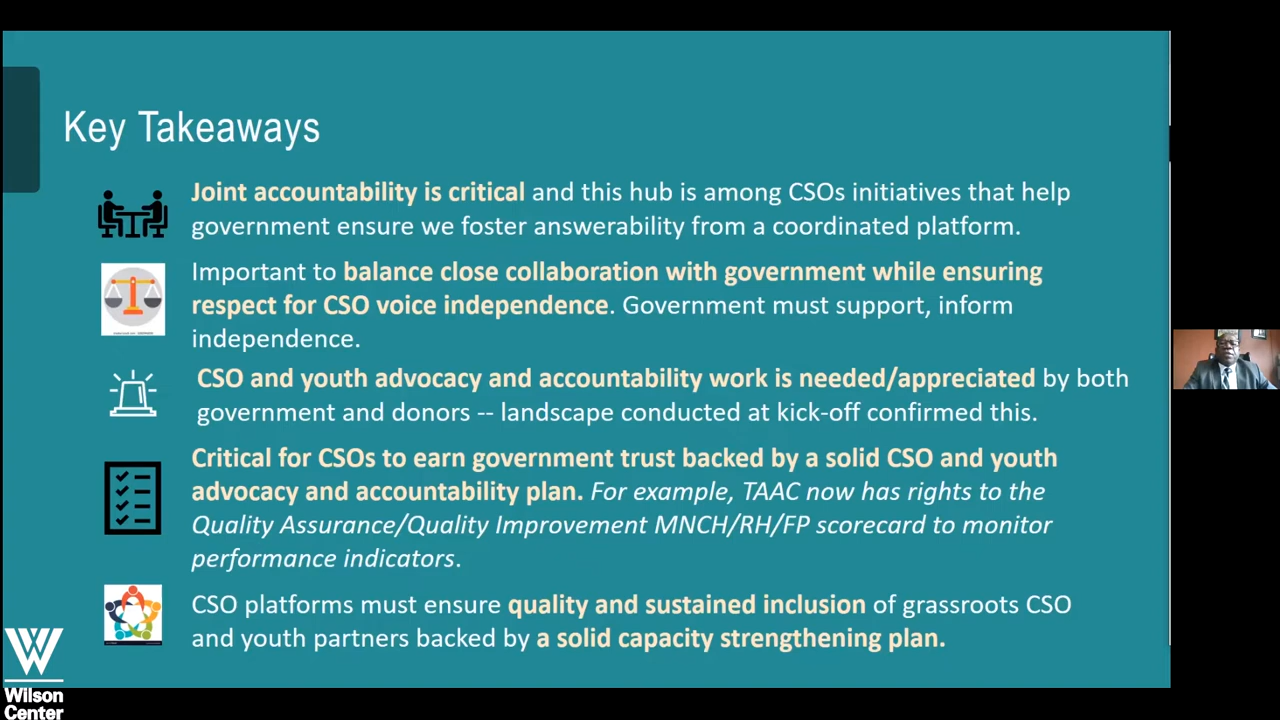 Key Takeaways
Joint accountability is critical and this hub is among CSOs initiatives that help
government ensure we foster answerability from a coordinated platform.
Important to balance close collaboration with government while ensuring
respect for CSO voice independence. Government must support, inform
independence.
CSO and youth advocacy and accountability work is needed/appreciated by both
government and donors -- landscape conducted at kick-off confirmed this.
Critical for CSOs to earn government trust backed by a solid CSO and youth
advocacy and accountability plan. For example, TAAC now has rights to the
Quality Assurance/Quality Improvement MNCH/RH/FP scorecard to monitor
performance indicators.
CSO platforms must ensure quality and sustained inclusion of grassroots CSO
and youth partners backed by a solid capacity strengthening plan.
Wilson
Center